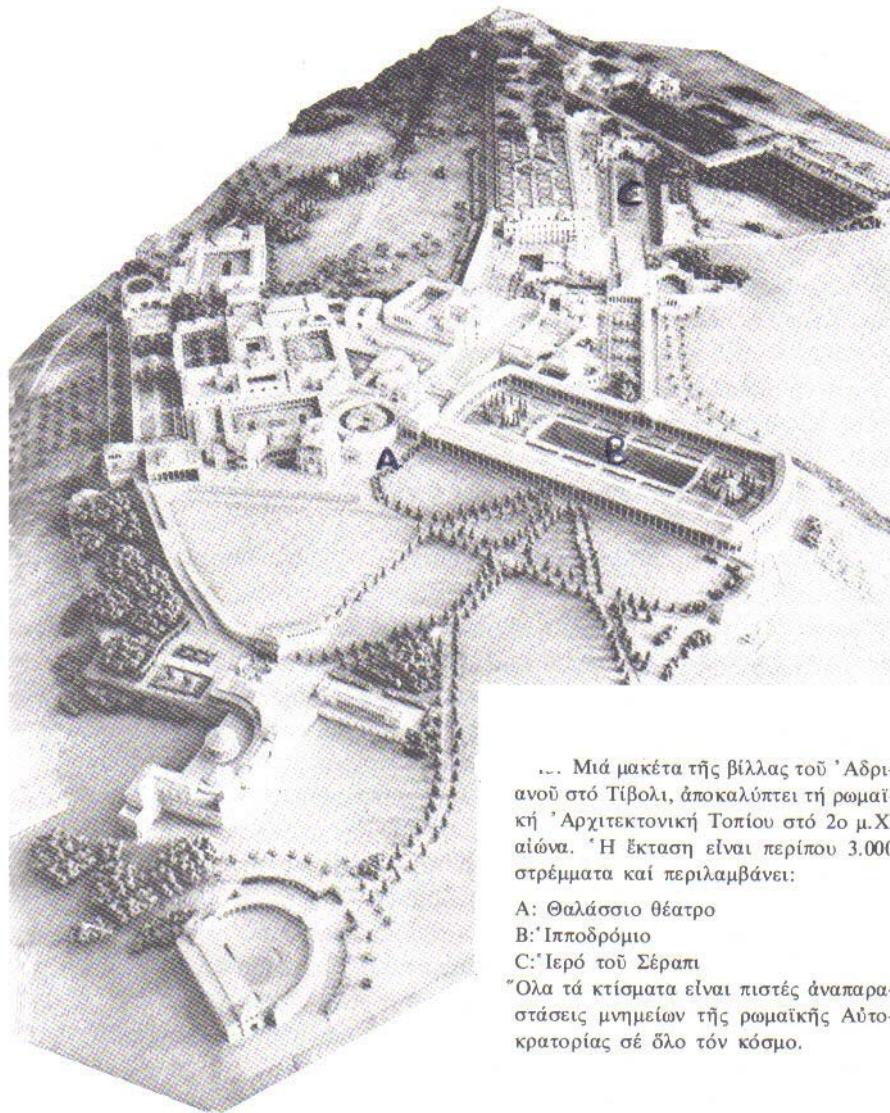 C
B
A
Μιά μακέτα τῆς βίλλας τοῦ Ἀδρι-
ανοῦ στό Τίβολι, ἀποκαλύπτει τή ρωμαϊ-
κή Ἀρχιτεκτονική Τοπίου στό 2ο μ.Χ
αἰώνα. Ἡ ἔκταση εἶναι περίπου 3.000
στρέμματα καί περιλαμβάνει:
A: Θαλάσσιο θέατρο
B: Ἱπποδρόμιο
C: Ἱερό τοῦ Σέραπι
Ὅλα τά κτίσματα εἶναι πιστές ἀναπαρα-
στάσεις μνημείων τῆς ρωμαϊκῆς Αὐτο-
κρατορίας σέ ὅλο τόν κόσμο.